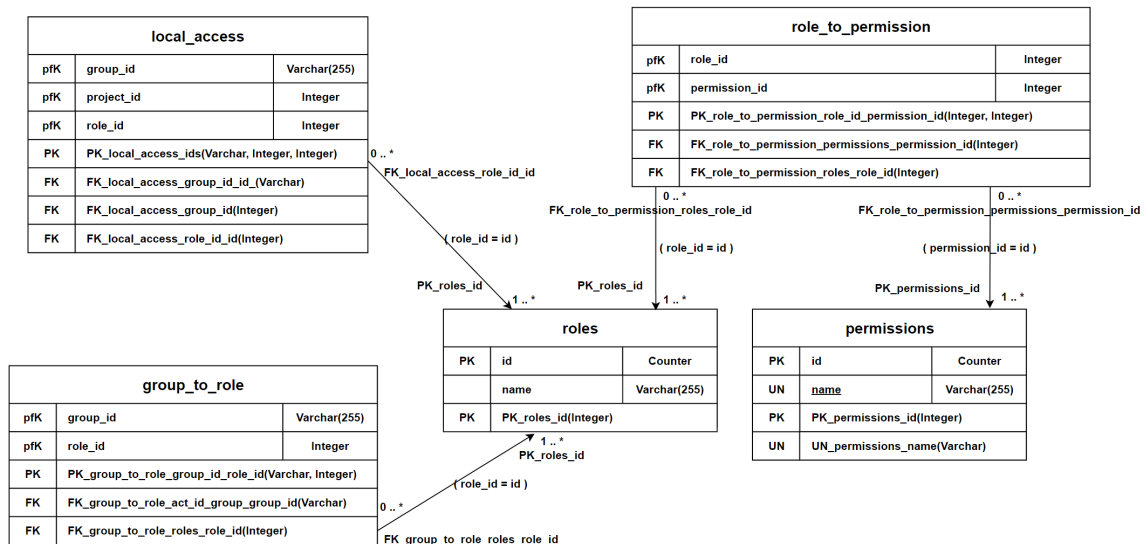 local_access
pfK group_id Varchar(255)
pfK project_id Integer
pfK role_id Integer
PK PK_local_access_ids(Varchar, Integer, Integer)
FK FK_local_access_group_id_id_(Varchar)
FK FK_local_access_group_id(Integer)
FK FK_local_access_role_id_id(Integer)
role_to_permission
pfK role_id Integer
pfK permission_id Integer
PK PK_role_to_permission_role_id_permission_id(Integer, Integer)
FK FK_role_to_permission_permissions_permission_id(Integer)
FK FK_role_to_permission_roles_role_id(Integer)
0 .. *
FK_local_access_role_id_id
( role_id = id )
PK_roles_id
1 .. *
0 .. *
FK_role_to_permission_roles_role_id
( role_id = id )
PK_roles_id
1 .. *
0 .. *
FK_role_to_permission_permissions_permission_id
( permission_id = id )
PK_permissions_id
1 .. *
roles
PK id Counter
name Varchar(255)
PK PK_roles_id(Integer)
permissions
PK id Counter
UN name Varchar(255)
PK PK_permissions_id(Integer)
UN UN_permissions_name(Varchar)
group_to_role
pfK group_id Varchar(255)
pfK role_id Integer
PK PK_group_to_role_group_id_role_id(Varchar, Integer)
FK FK_group_to_role_act_id_group_group_id(Varchar)
FK FK_group_to_role_roles_role_id(Integer)
1 .. *
PK_roles_id
( role_id = id )
0 .. *
FK_group_to_role_roles_role_id